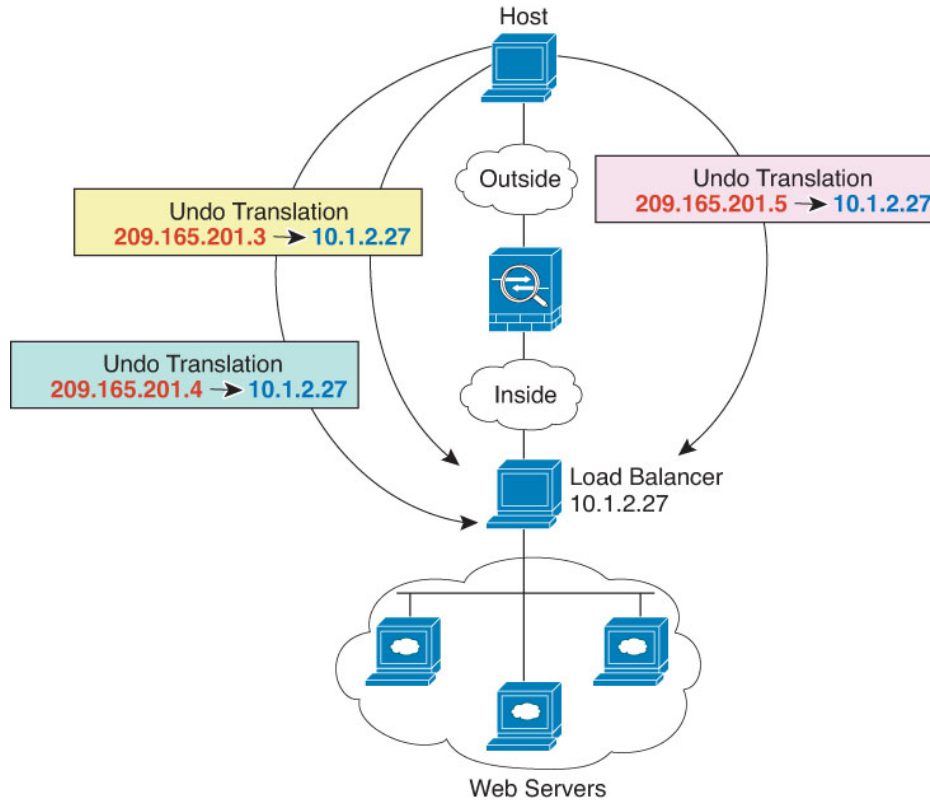 Host
Outside
Undo Translation
209.165.201.5 → 10.1.2.27
Undo Translation
209.165.201.3 → 10.1.2.27
Undo Translation
209.165.201.4 → 10.1.2.27
Inside
Load Balancer
10.1.2.27
Web Servers